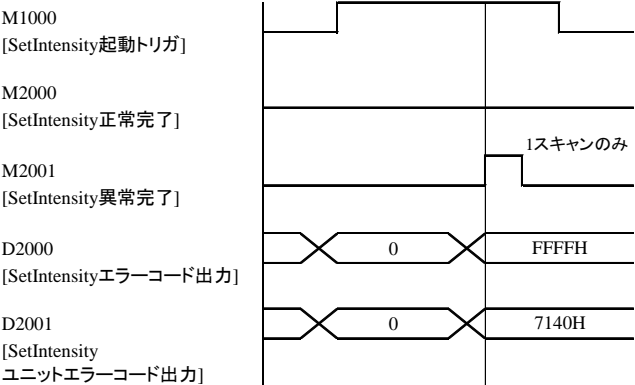 M1000
[SetIntensity起動トリガ]
M2000
[SetIntensity正常完了]
1スキャンのみ
M2001
[SetIntensity異常完了]
D2000
0
FFFFH
[SetIntensityエラーコード出力]
D2001
0
7140H
[SetIntensity
ユニットエラーコード出力]